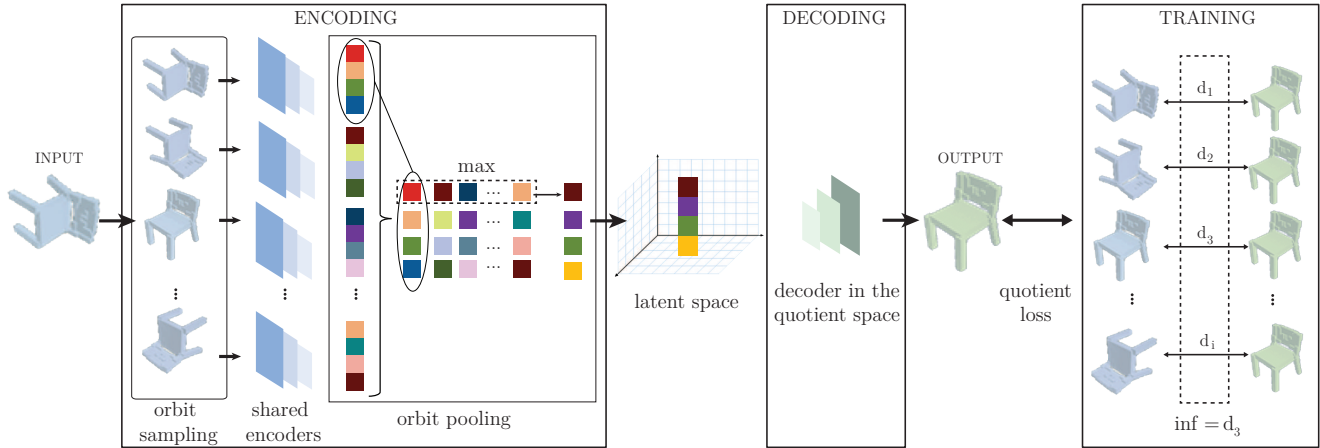 ENCODING
DECODING
TRAINING
INPUT
max
...
...
...
...
...
...
...
latent space
orbit
sampling
shared
encoders
orbit pooling
decoder in the
quotient space
OUTPUT
quotient
loss
d1
d2
d3
...
...
di
inf = d3